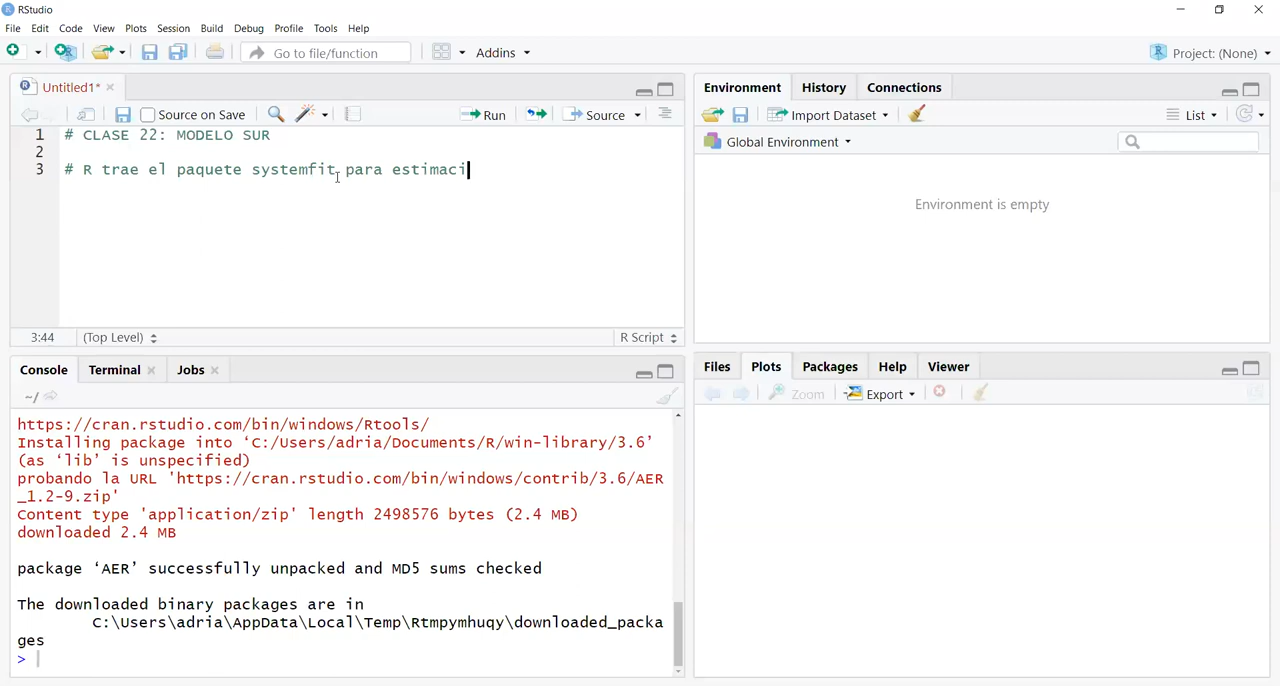 RStudio
File Edit Code View Plots Session Build Debug Profile Tools Help
Go to file/function Addins Project: (None)
Untitled1*
Source on Save Run Source
1 # CLASE 22: MODELO SUR
2
3 # R trae el paquete systemfit para estimaci
3:44 (Top Level) R Script
Console Terminal Jobs
~/
https://cran.rstudio.com/bin/windows/Rtools/
Installing package into ‘C:/Users/adria/Documents/R/win-library/3.6’
(as ‘lib’ is unspecified)
probando la URL 'https://cran.rstudio.com/bin/windows/contrib/3.6/AER
_1.2-9.zip'
Content type 'application/zip' length 2498576 bytes (2.4 MB)
downloaded 2.4 MB
package ‘AER’ successfully unpacked and MD5 sums checked
The downloaded binary packages are in
C:\Users\adria\AppData\Local\Temp\Rtmpymhuqy\downloaded_packa
ges
>
Environment History Connections
Import Dataset List
Global Environment
Environment is empty
Files Plots Packages Help Viewer
Zoom Export